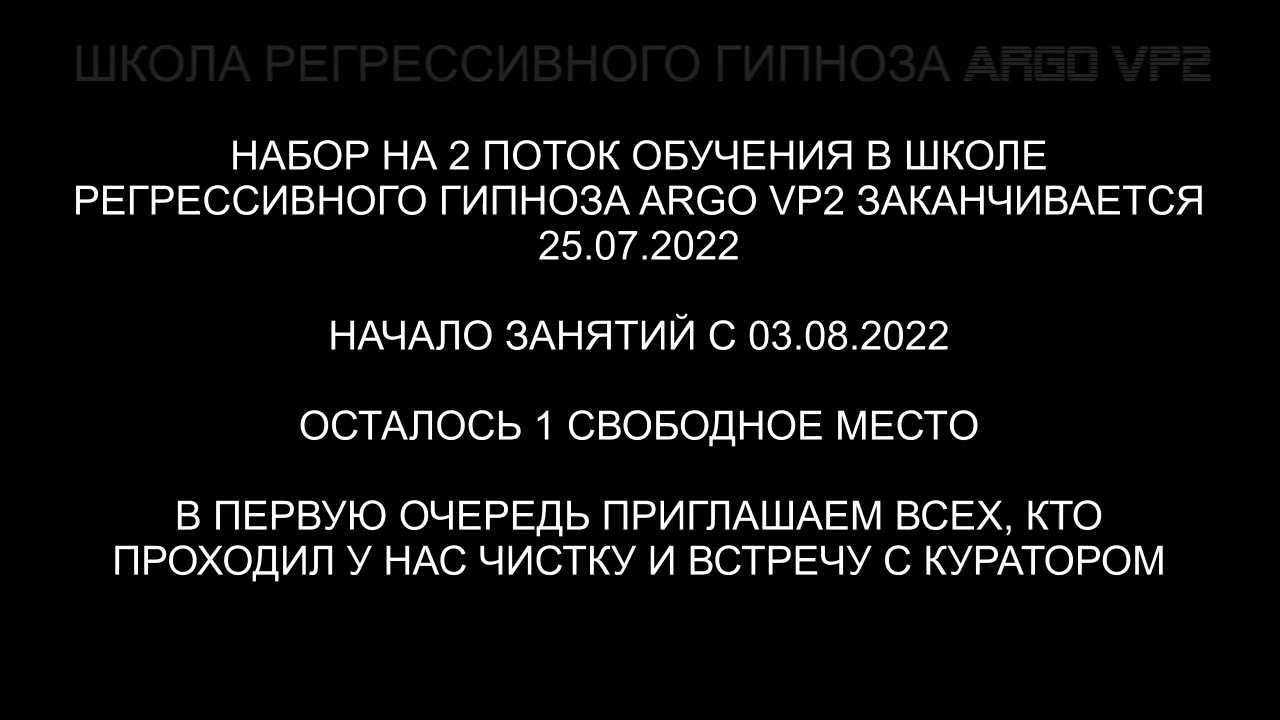 ШКОЛА РЕГРЕССИВНОГО ГИПНОЗА ARGO VP2
НАБОР НА 2 ПОТОК ОБУЧЕНИЯ В ШКОЛЕ
РЕГРЕССИВНОГО ГИПНОЗА ARGO VP2 ЗАКАНЧИВАЕТСЯ
25.07.2022
НАЧАЛО ЗАНЯТИЙ С 03.08.2022
ОСТАЛОСЬ 1 СВОБОДНОЕ МЕСТО
В ПЕРВУЮ ОЧЕРЕДЬ ПРИГЛАШАЕМ ВСЕХ, КТО
ПРОХОДИЛ У НАС ЧИСТКУ И ВСТРЕЧУ С КУРАТОРОМ